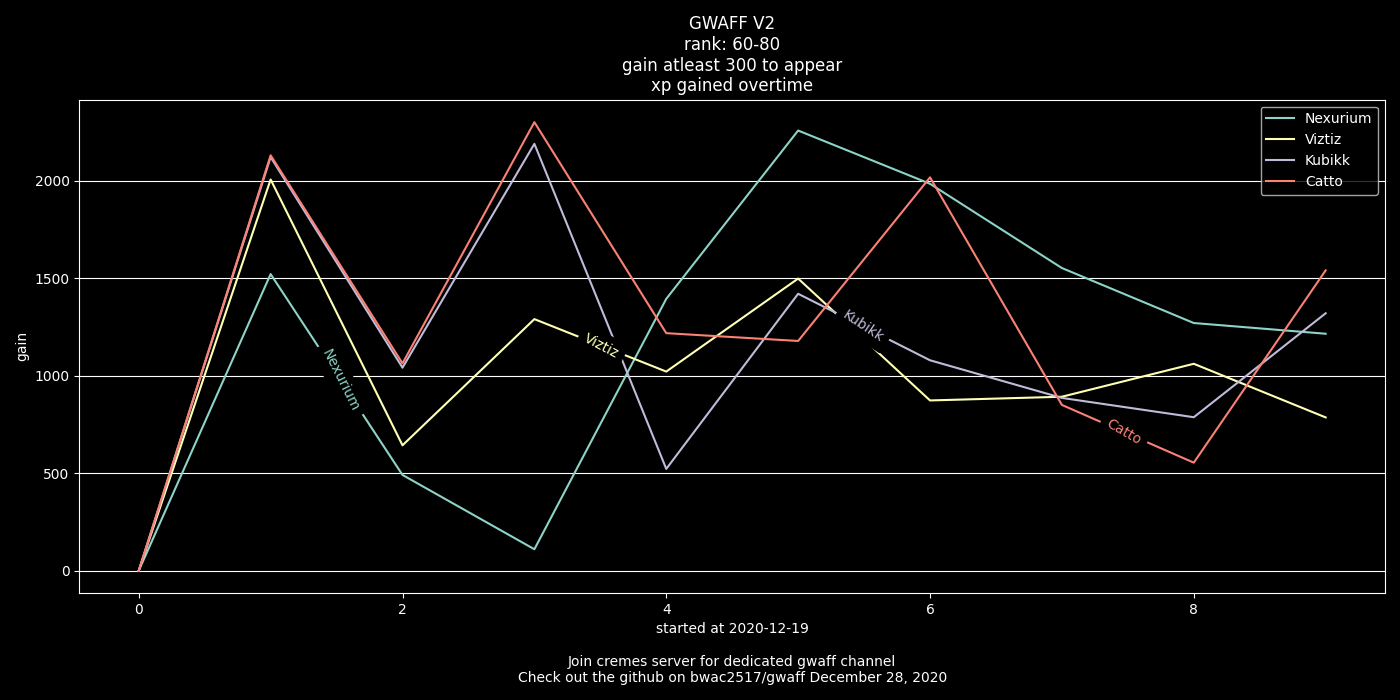 GWAFF V2
rank: 60-80
gain atleast 300 to appear
xp gained overtime
Nexurium
Viztiz
Kubikk
Catto
2000
1500
1000
500
0
gain
Nexurium
Viztiz
Kubikk
Catto
0 2 4 6 8
started at 2020-12-19
Join cremes server for dedicated gwaff channel
Check out the github on bwac2517/gwaff December 28, 2020